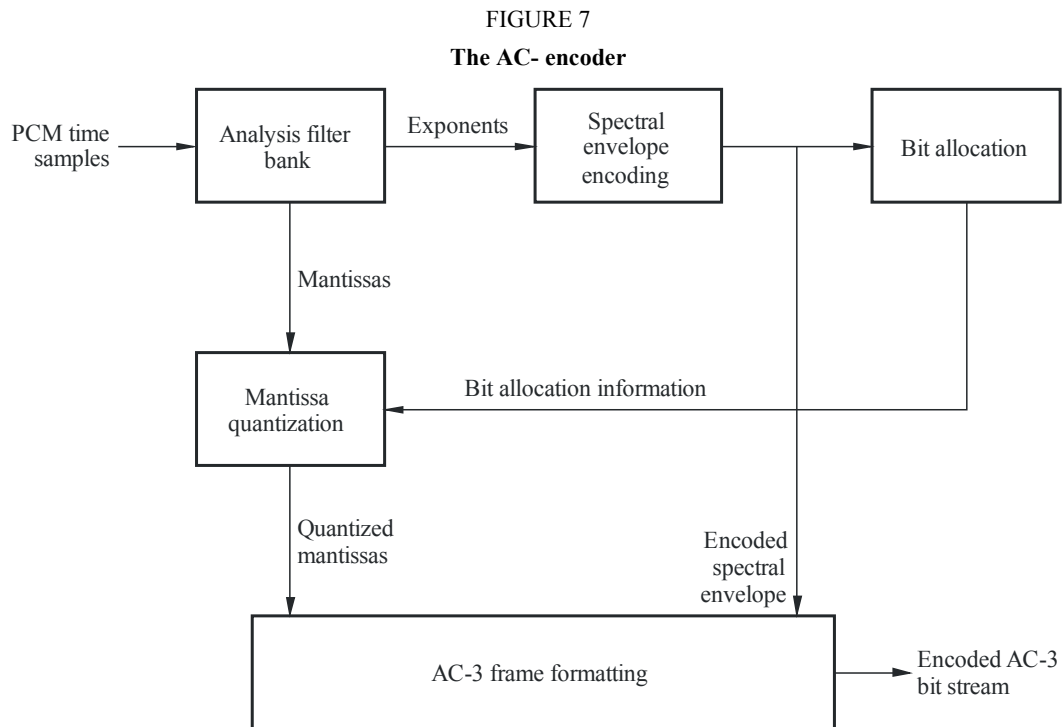 FIGURE 7
The AC- encoder
PCM time
samples
Analysis filter
bank
Exponents
Spectral
envelope
encoding
Bit allocation
Mantissas
Mantissa
quantization
Bit allocation information
Quantized
mantissas
Encoded
spectral
envelope
AC-3 frame formatting
Encoded AC-3
bit stream